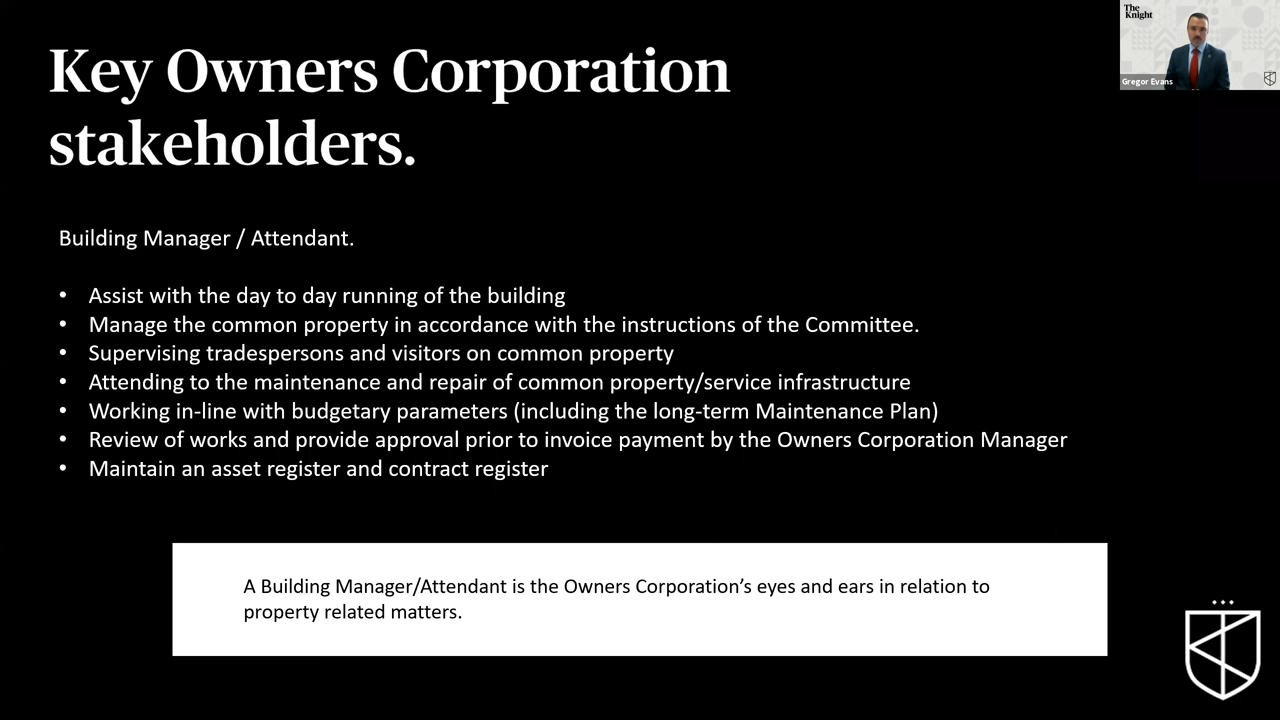 Key Owners Corporation
stakeholders.
The
Knight
Gregor Evans
Building Manager / Attendant.
• Assist with the day to day running of the building
• Manage the common property in accordance with the instructions of the Committee.
• Supervising tradespersons and visitors on common property
• Attending to the maintenance and repair of common property/service infrastructure
• Working in-line with budgetary parameters (including the long-term Maintenance Plan)
• Review of works and provide approval prior to invoice payment by the Owners Corporation Manager
• Maintain an asset register and contract register
A Building Manager/Attendant is the Owners Corporation’s eyes and ears in relation to
property related matters.